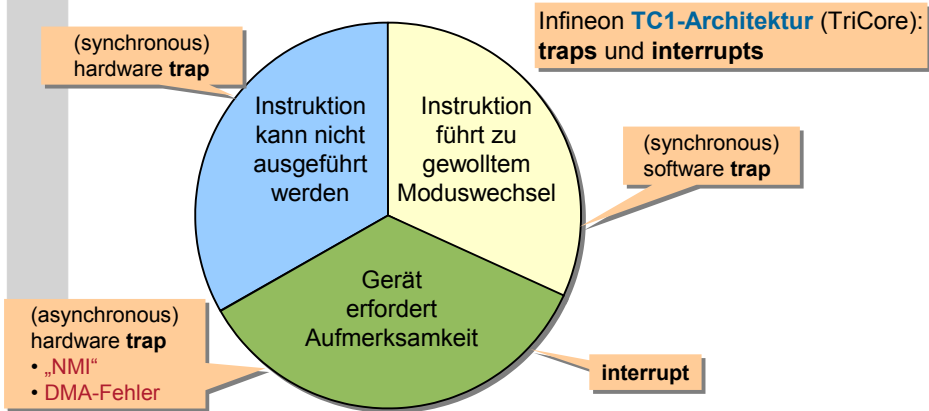 Infineon TC1-Architektur (TriCore):
traps und interrupts
(synchronous)
hardware trap
Instruktion
kann nicht
ausgeführt
werden
Instruktion
führt zu
gewolltem
Moduswechsel
(synchronous)
software trap
Gerät
erfordert
Aufmerksamkeit
(asynchronous)
hardware trap
• „NMI“
• DMA-Fehler
interrupt